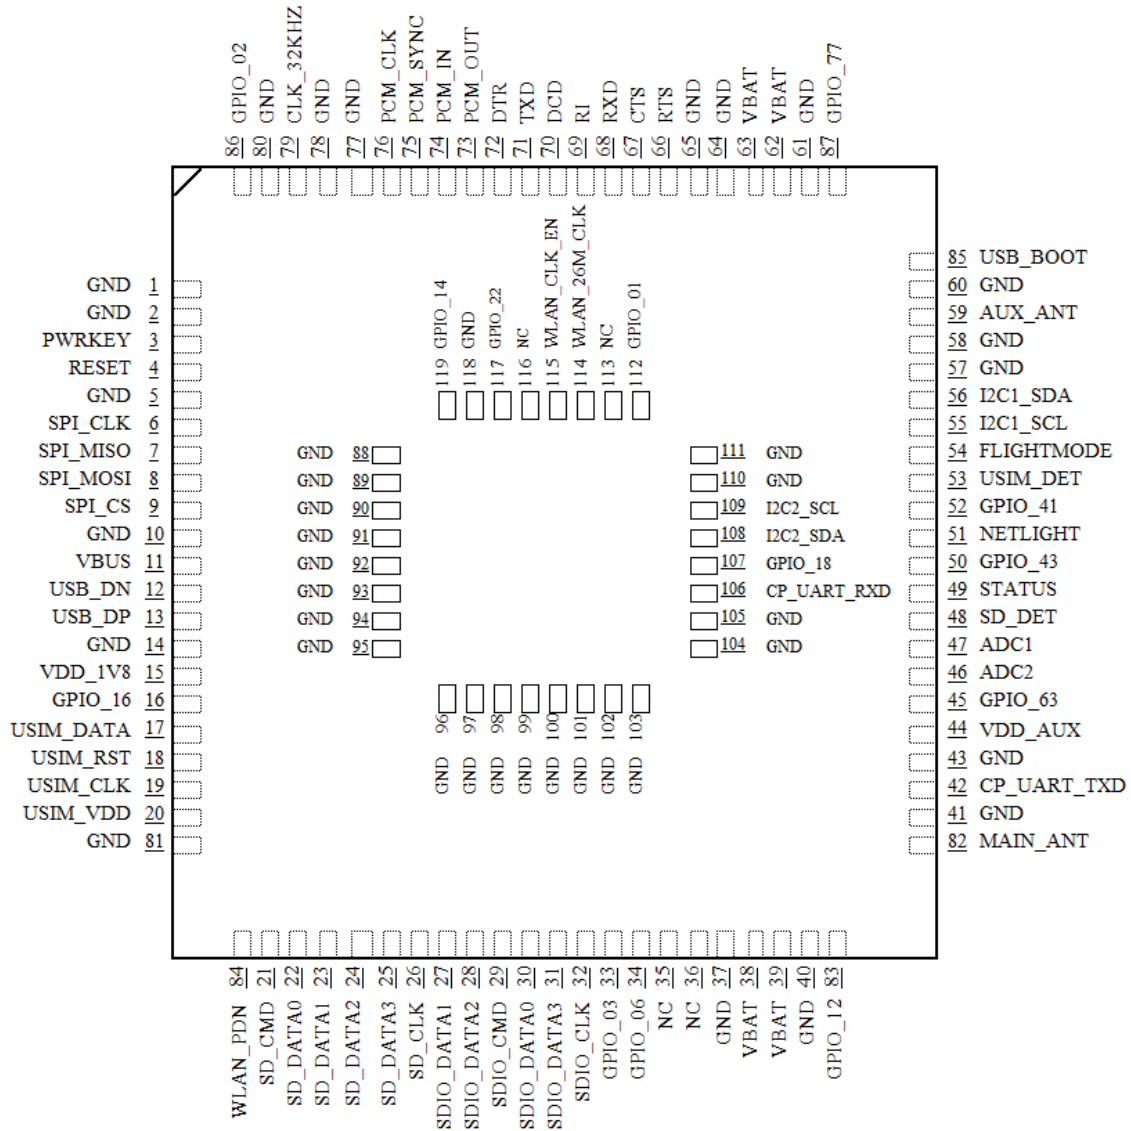 86 GPIO_02
80 GND
79 CLK_32KHZ
78 GND
77 GND
76 PCM_CLK
75 PCM_SYNC
74 PCM_IN
73 PCM_OUT
72 DTR
71 TXD
70 DCD
69 RI
68 RXD
67 CTS
66 RTS
65 GND
64 GND
63 VBAT
62 VBAT
61 GND
87 GPIO_77
GND 1
GND 2
PWRKEY 3
RESET 4
GND 5
SPI_CLK 6
SPI_MISO 7
SPI_MOSI 8
SPI_CS 9
GND 10
VBUS 11
USB_DN 12
USB_DP 13
GND 14
VDD_1V8 15
GPIO_16 16
USIM_DATA 17
USIM_RST 18
USIM_CLK 19
USIM_VDD 20
GND 81
119 GPIO_14
118 GND
117 GPIO_22
116 NC
115 WLAN_CLK_EN
114 WLAN_26M_CLK
113 NC
112 GPIO_01
GND 88
GND 89
GND 90
GND 91
GND 92
GND 93
GND 94
GND 95
111 GND
110 GND
109 I2C2_SCL
108 I2C2_SDA
107 GPIO_18
106 CP_UART_RXD
105 GND
104 GND
GND 96
GND 97
GND 98
GND 99
GND 100
GND 101
GND 102
GND 103
85 USB_BOOT
60 GND
59 AUX_ANT
58 GND
57 GND
56 I2C1_SDA
55 I2C1_SCL
54 FLIGHTMODE
53 USIM_DET
52 GPIO_41
51 NETLIGHT
50 GPIO_43
49 STATUS
48 SD_DET
47 ADC1
46 ADC2
45 GPIO_63
44 VDD_AUX
43 GND
42 CP_UART_TXD
41 GND
82 MAIN_ANT
WLAN_PDN 84
SD_CMD 21
SD_DATA0 22
SD_DATA1 23
SD_DATA2 24
SD_DATA3 25
SD_CLK 26
SDIO_DATA1 27
SDIO_DATA2 28
SDIO_CMD 29
SDIO_DATA0 30
SDIO_DATA3 31
SDIO_CLK 32
GPIO_03 33
GPIO_06 34
NC 35
NC 36
GND 37
VBAT 38
VBAT 39
GND 40
GPIO_12 83